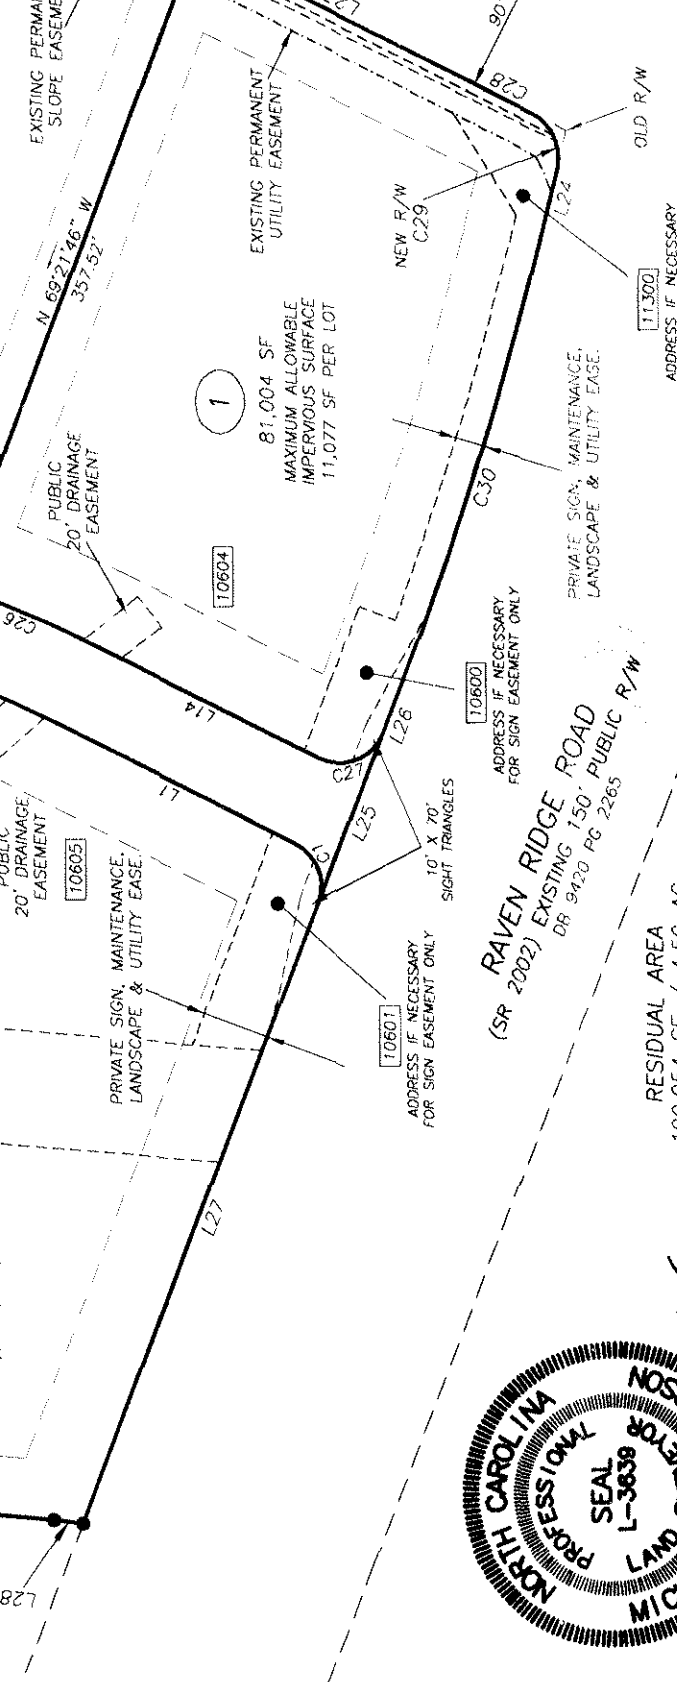 EXISTING
SLOPE
L2
90
EXISTING PERMANENT
UTILITY EASEMENT
C28
OLD R/W
N 69°21'46" W
357.52'
NEW R/W
C29
L24
11300
ADDRESS IF NECESSARY
1
81,004 SF
MAXIMUM ALLOWABLE
IMPERVIOUS SURFACE
11,077 SF PER LOT
PUBLIC
20' DRAINAGE
EASEMENT
PRIVATE SIGN, MAINTENANCE,
LANDSCAPE & UTILITY EASE.
C30
10604
C26
L14
10600
ADDRESS IF NECESSARY
FOR SIGN EASEMENT ONLY
L26
C27
L1
L25
C1
10' X 70'
SIGHT TRIANGLES
RAVEN RIDGE ROAD
(SR 2002) EXISTING 150' PUBLIC R/W
DB 9420 PG 2265
PUBLIC
20' DRAINAGE
EASEMENT
10605
PRIVATE SIGN, MAINTENANCE,
LANDSCAPE & UTILITY EASE.
10601
ADDRESS IF NECESSARY
FOR SIGN EASEMENT ONLY
RESIDUAL AREA
L27
L28
NORTH CAROLINA
PROFESSIONAL
SEAL
L-3639
LAND